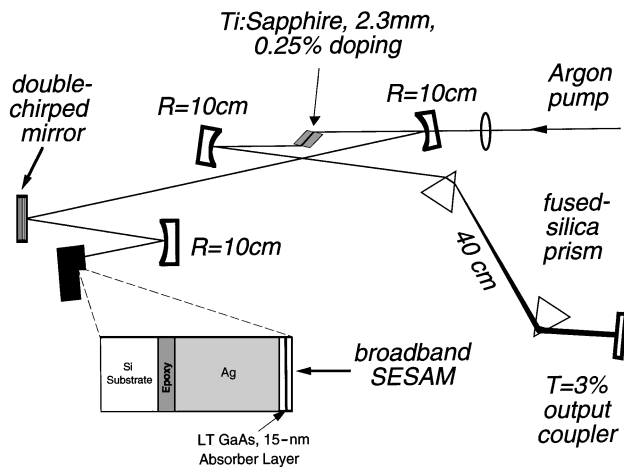 Ti:Sapphire, 2.3mm,
0.25% doping
double-
chirped
mirror
R=10cm
R=10cm
Argon
pump
R=10cm
40 cm
fused-
silica
prism
Si
Substrate
Epoxy
Ag
broadband
SESAM
T=3%
output
coupler
LT GaAs, 15-nm
Absorber Layer